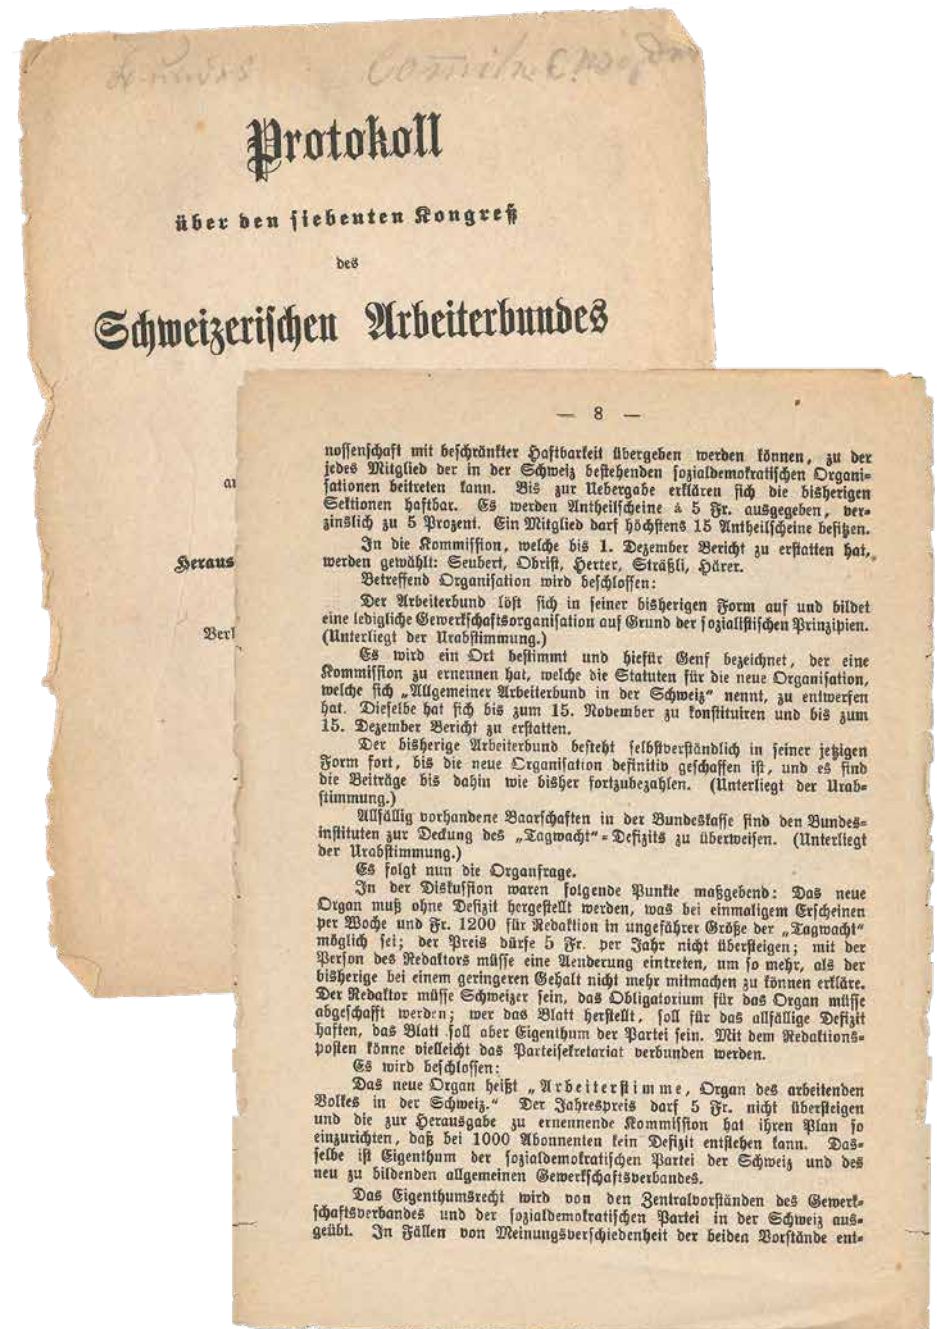 Protokoll
über den siebenten Kongreß
des
Schweizerischen Arbeiterbundes
Heraus
— 8 —
nossenschaft mit beschränkter Haftbarkeit übergeben werden können, zu der
jedes Mitglied der in der Schweiz bestehenden sozialdemokratischen Organi-
sationen beitreten kann. Bis zur Uebergabe erklären sich die bisherigen
Sektionen haftbar. Es werden Antheilscheine à 5 Fr. ausgegeben, ver-
zinslich zu 5 Prozent. Ein Mitglied darf höchstens 15 Antheilscheine besitzen.
In die Kommission, welche bis 1. Dezember Bericht zu erstatten hat,
werden gewählt: Seubert, Obrist, Herter, Sträßli, Härer.
Betreffend Organisation wird beschlossen:
Der Arbeiterbund löst sich in seiner bisherigen Form auf und bildet
eine ledigliche Gewerkschaftsorganisation auf Grund der sozialistischen Prinzipien.
(Unterliegt der Urabstimmung.)
Es wird ein Ort bestimmt und hiefür Genf bezeichnet, der eine
Kommission zu ernennen hat, welche die Statuten für die neue Organisation,
welche sich „Allgemeiner Arbeiterbund in der Schweiz" nennt, zu entwerfen
hat. Dieselbe hat sich bis zum 15. November zu konstituiren und bis zum
15. Dezember Bericht zu erstatten.
Der bisherige Arbeiterbund besteht selbstverständlich in seiner jetzigen
Form fort, bis die neue Organisation definitiv geschaffen ist, und es sind
die Beiträge bis dahin wie bisher fortzubezahlen. (Unterliegt der Urab-
stimmung.)
Allfällig vorhandene Baarschaften in der Bundeskasse sind den Bundes-
instituten zur Deckung des „Tagwacht"-Defizits zu überweisen. (Unterliegt
der Urabstimmung.)
Es folgt nun die Organfrage.
In der Diskussion waren folgende Punkte maßgebend: Das neue
Organ muß ohne Defizit hergestellt werden, was bei einmaligem Erscheinen
per Woche und Fr. 1200 für Redaktion in ungefährer Größe der „Tagwacht"
möglich sei; der Preis dürfe 5 Fr. per Jahr nicht übersteigen; mit der
Person des Redaktors müsse eine Aenderung eintreten, um so mehr, als der
bisherige bei einem geringeren Gehalt nicht mehr mitmachen zu können erkläre.
Der Redaktor müsse Schweizer sein, das Obligatorium für das Organ müsse
abgeschafft werden; wer das Blatt herstellt, soll für das allfällige Defizit
haften, das Blatt soll aber Eigenthum der Partei sein. Mit dem Redaktions-
posten könne vielleicht das Parteisekretariat verbunden werden.
Es wird beschlossen:
Das neue Organ heißt „Arbeiterstimme, Organ des arbeitenden
Volkes in der Schweiz." Der Jahrespreis darf 5 Fr. nicht übersteigen
und die zur Herausgabe zu ernennende Kommission hat ihren Plan so
einzurichten, daß bei 1000 Abonnenten kein Defizit entstehen kann. Das-
selbe ist Eigenthum der sozialdemokratischen Partei der Schweiz und des
neu zu bildenden allgemeinen Gewerkschaftsverbandes.
Das Eigenthumsrecht wird von den Zentralvorständen des Gewerk-
schaftsverbandes und der sozialdemokratischen Partei in der Schweiz aus-
geübt. In Fällen von Meinungsverschiedenheit der beiden Vorstände ent-